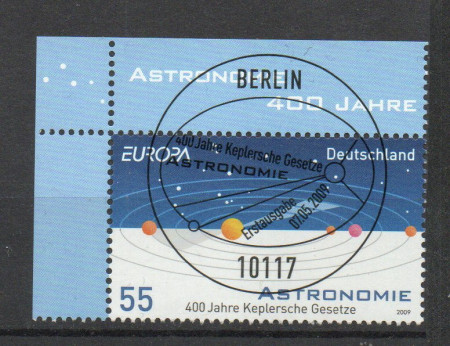 BERLIN
ASTRONOMIE
400 JAHRE
EUROPA
Deutschland
400 Jahre Keplersche Gesetze
ASTRONOMIE
Erstausgabe
07.05.2009
10117
55
ASTRONOMIE
400 Jahre Keplersche Gesetze
2009